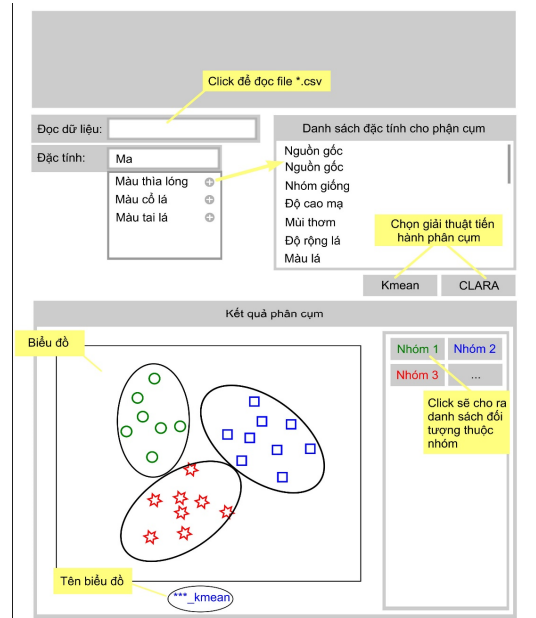 Click để đọc file *.csv
Đọc dữ liệu:
Danh sách đặc tính cho phận cụm
Đặc tính:
Ma
Màu thìa lóng
Màu cổ lá
Màu tai lá
Nguồn gốc
Nguồn gốc
Nhóm giống
Độ cao mạ
Mùi thơm
Độ rộng lá
Màu lá
Chọn giải thuật tiến
hành phân cụm
Kmean
CLARA
Kết quả phân cụm
Biểu đồ
Nhóm 1
Nhóm 2
Nhóm 3
...
Click sẽ cho ra
danh sách đối
tượng thuộc
nhóm
Tên biểu đồ
***_kmean